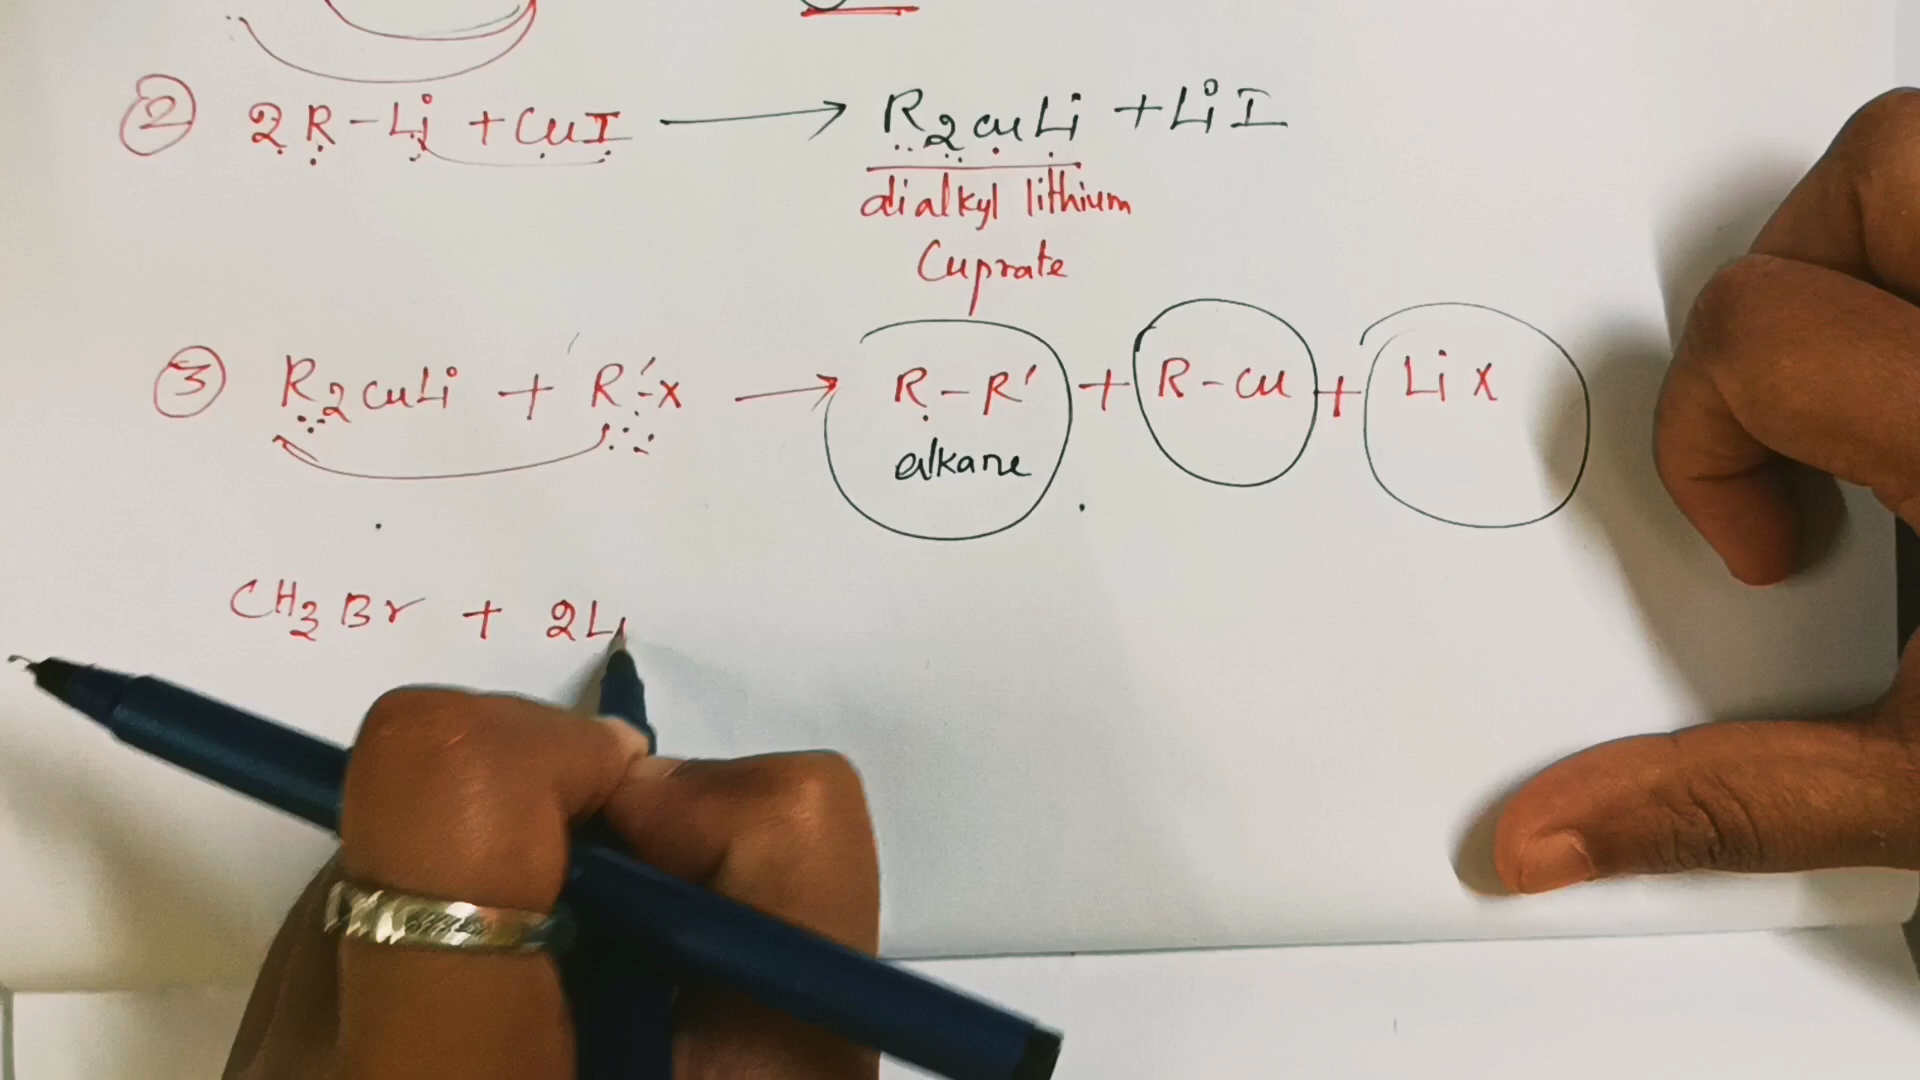 ② 2R-Li + CuI ⟶ R₂CuLi + LiI
dialkyl lithium
Cuprate
③ R₂CuLi + R'-X ⟶ R-R' + R-Cu + LiX
alkane
CH₃Br + 2Li